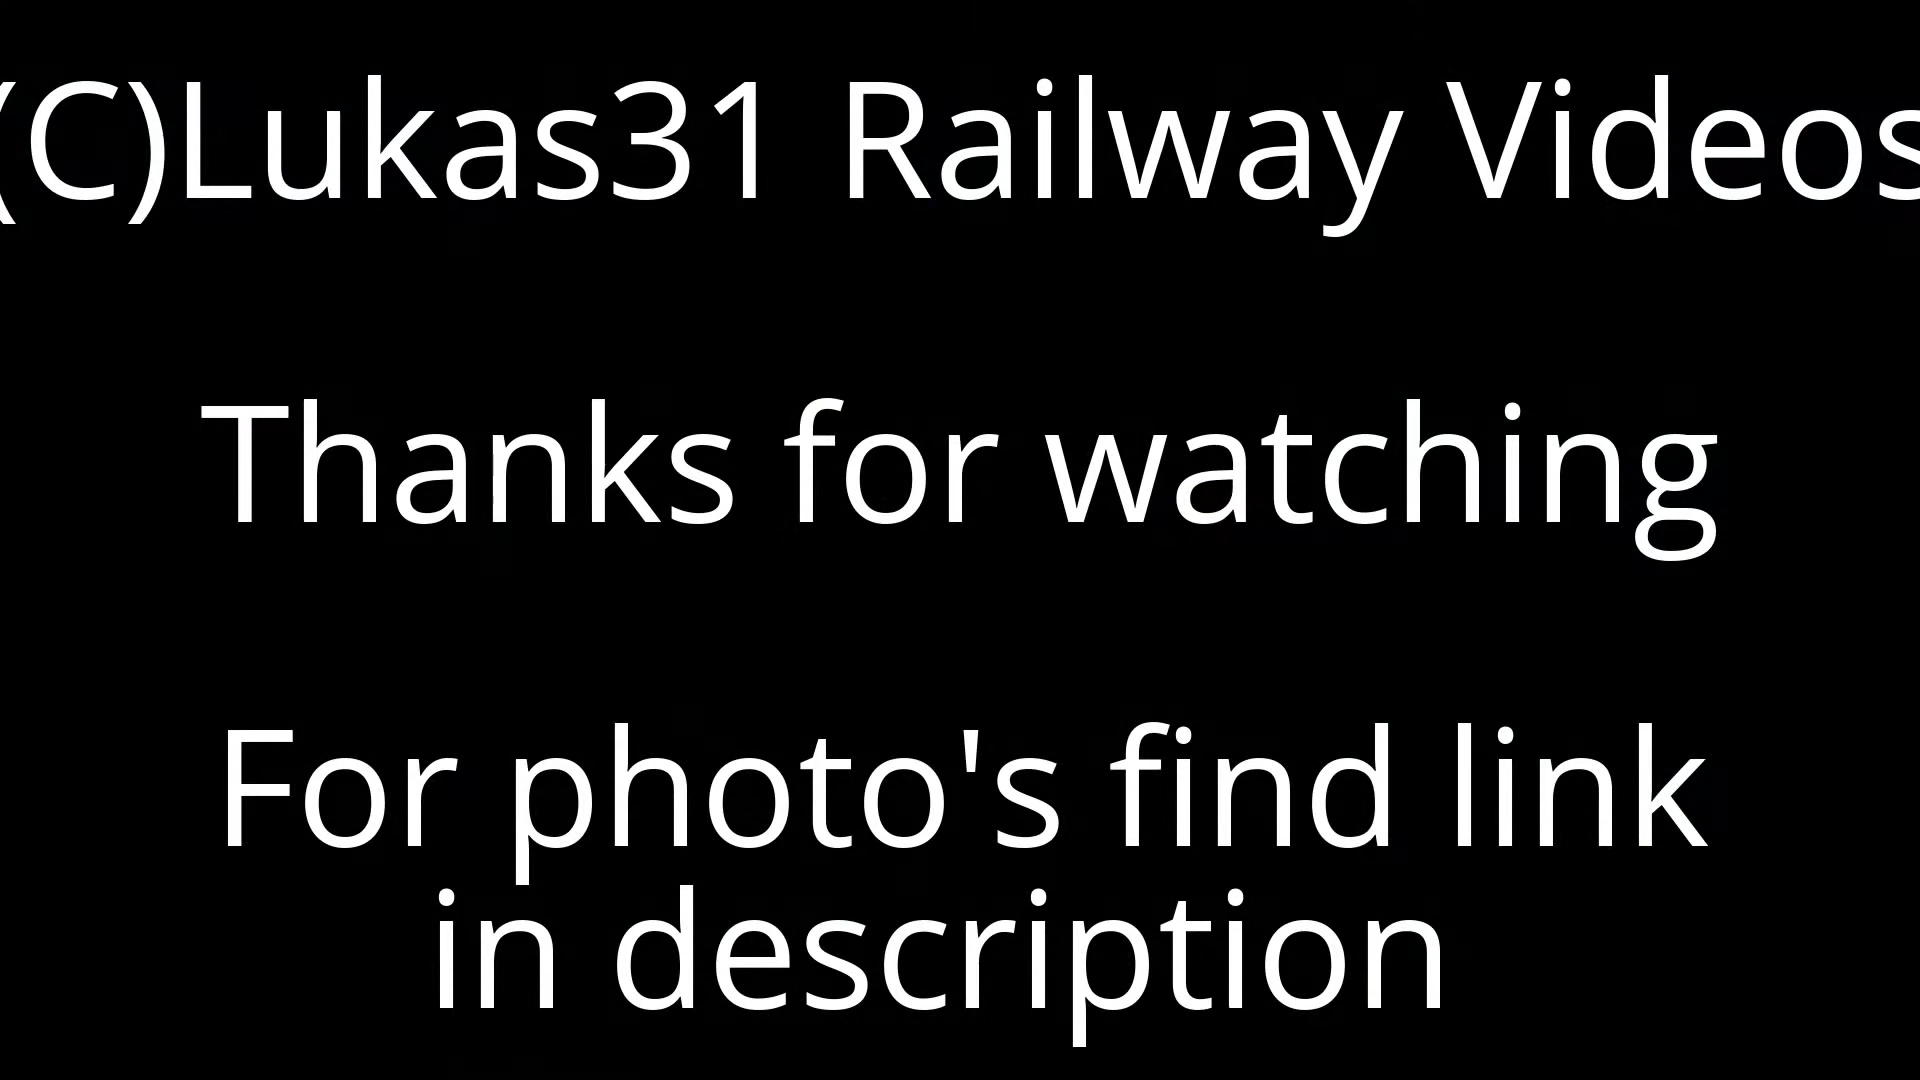 (C)Lukas31 Railway Videos
Thanks for watching
For photo's find link
in description